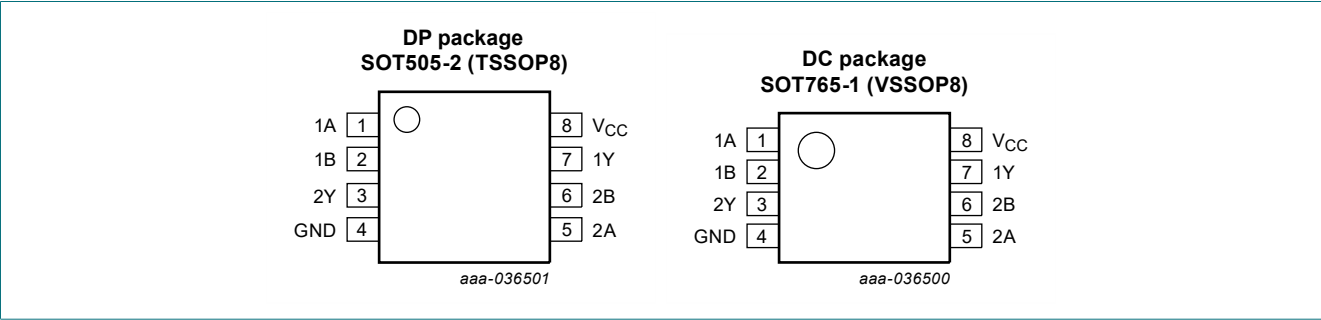 DP package
SOT505-2 (TSSOP8)
1A 1 8 VCC
1B 2 7 1Y
2Y 3 6 2B
GND 4 5 2A
aaa-036501
DC package
SOT765-1 (VSSOP8)
1A 1 8 VCC
1B 2 7 1Y
2Y 3 6 2B
GND 4 5 2A
aaa-036500